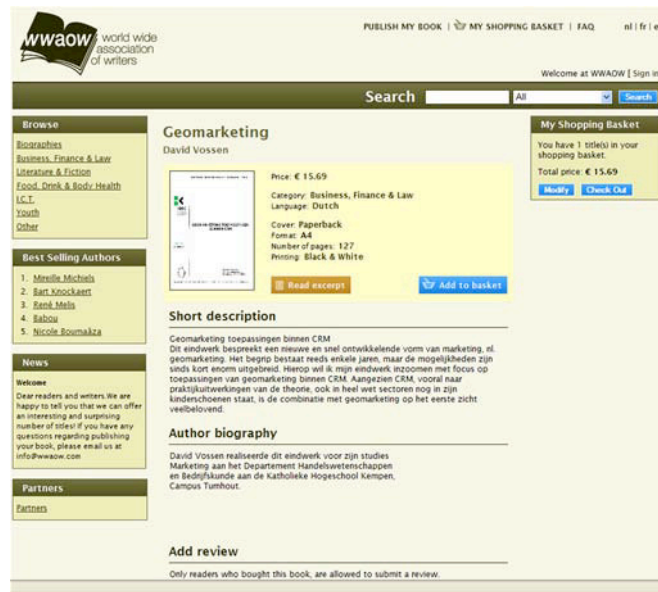 wwaow world wide
association
of writers
PUBLISH MY BOOK | MY SHOPPING BASKET | FAQ nl | fr | e
Welcome at WWAOW [ Sign in
Search All Search
Browse
Biographies
Business, Finance & Law
Literature & Fiction
Food, Drink & Body Health
I.C.T.
Youth
Other
Best Selling Authors
1. Mireille Michiels
2. Bart Knockaert
3. René Melis
4. Babou
5. Nicole Boumaâza
News
Welcome
Dear readers and writers.We are
happy to tell you that we can offer
an interesting and surprising
number of titles! If you have any
questions regarding publishing
your book, please email us at
info@wwaow.com
Partners
Partners
Geomarketing
David Vossen
Price: € 15.69
Category: Business, Finance & Law
Language: Dutch
Cover: Paperback
Format: A4
Number of pages: 127
Printing: Black & White
Read excerpt Add to basket
Short description
Geomarketing toepassingen binnen CRM
Dit eindwerk bespreekt een nieuwe en snel ontwikkelende vorm van marketing, nl.
geomarketing. Het begrip bestaat reeds enkele jaren, maar de mogelijkheden zijn
sinds kort enorm uitgebreid. Hierop wil ik mijn eindwerk inzoomen met focus op
toepassingen van geomarketing binnen CRM. Aangezien CRM, vooral naar
praktijkuitwerkingen van de theorie, ook in heel wet sectoren nog in zijn
kinderschoenen staat, is de combinatie met geomarketing op het eerste zicht
veelbelovend.
Author biography
David Vossen realiseerde dit eindwerk voor zijn studies
Marketing aan het Departement Handelswetenschappen
en Bedrijfskunde aan de Katholieke Hogeschool Kempen,
Campus Turnhout.
Add review
Only readers who bought this book, are allowed to submit a review.
My Shopping Basket
You have 1 title(s) in your
shopping basket.
Total price: € 15.69
Modify Check Out